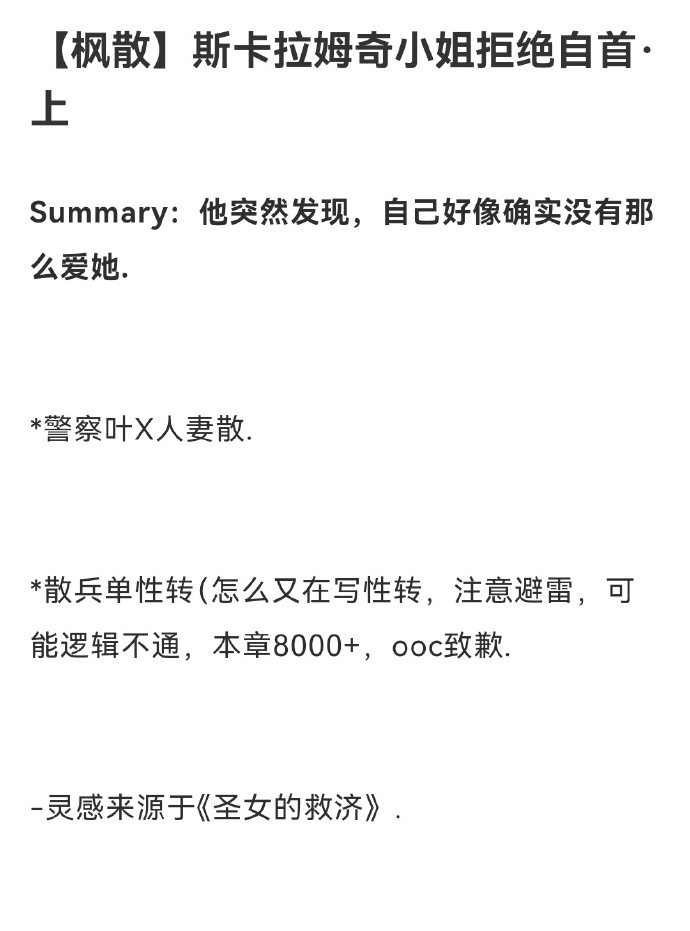 【枫散】斯卡拉姆奇小姐拒绝自首·
上
Summary：他突然发现，自己好像确实没有那
么爱她.
*警察叶X人妻散.
*散兵单性转(怎么又在写性转，注意避雷，可
能逻辑不通，本章8000+，ooc致歉.
-灵感来源于《圣女的救济》.